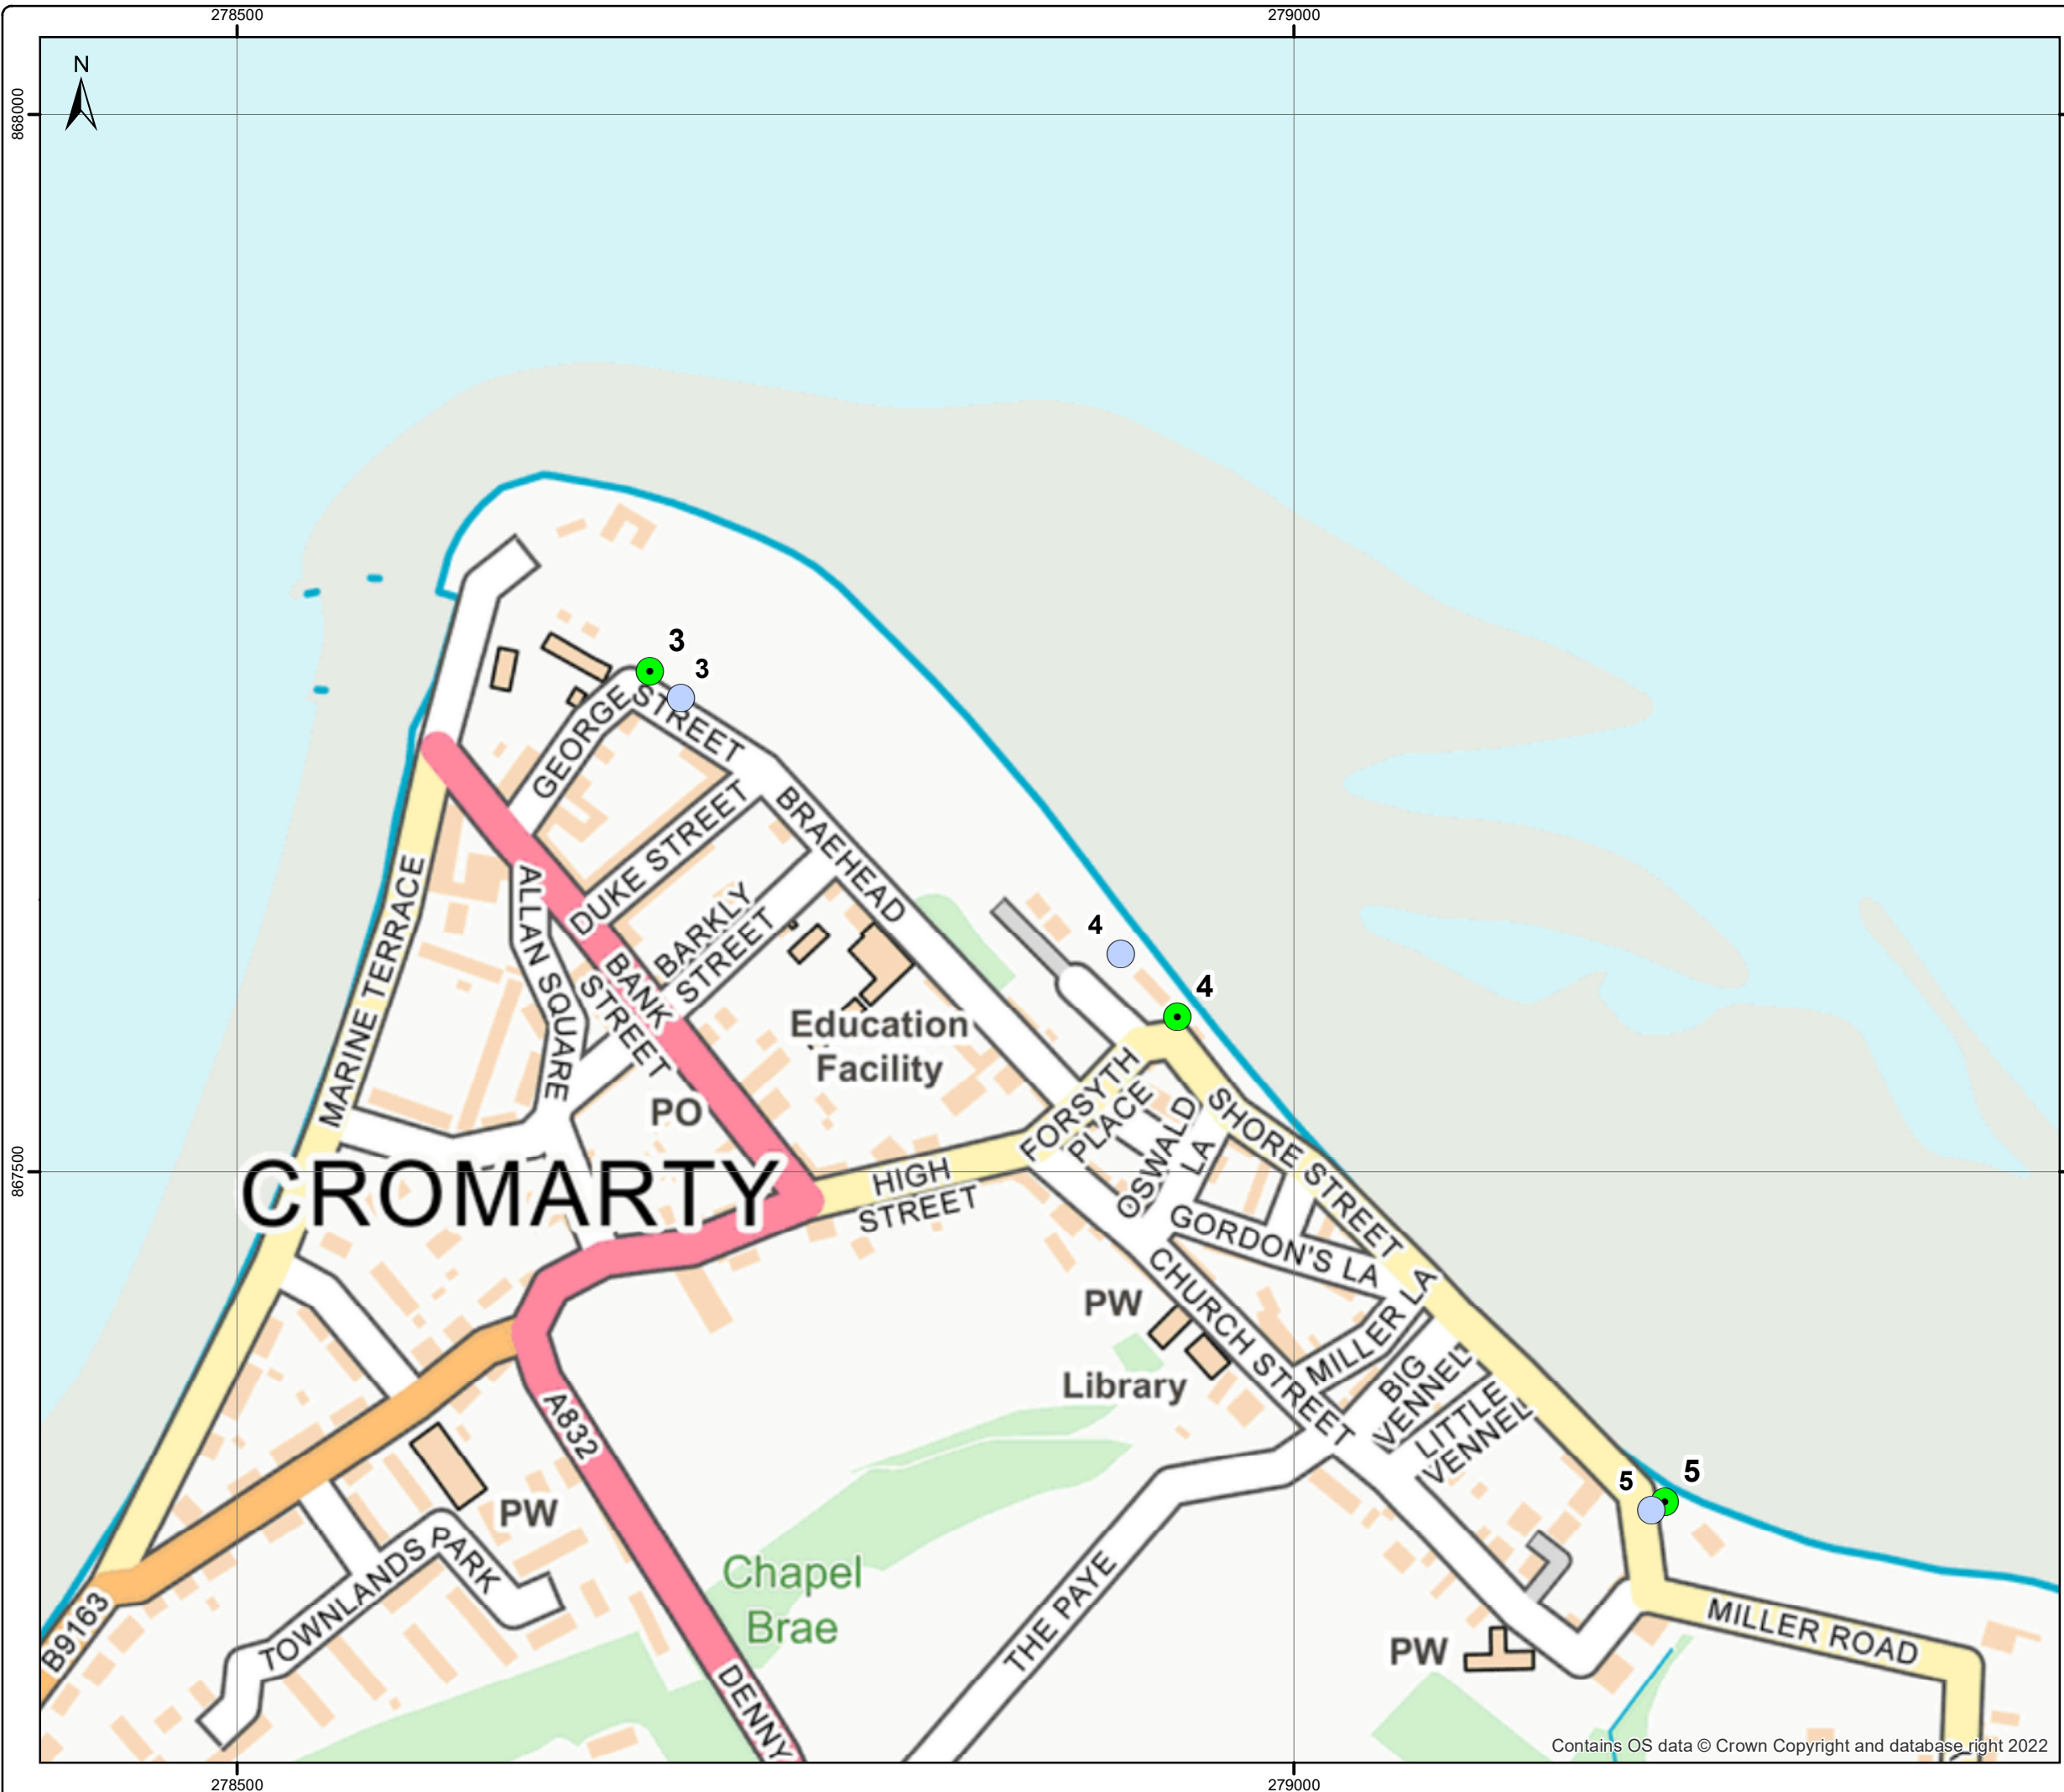 278500
279000
N
868000
3
3
GEORGE
STREET
DUKE STREET
BRAEHEAD
4
4
MARINE TERRACE
ALLAN SQUARE
BARKLY
STREET
BANK
STREET
Education
Facility
PO
FORSYTH
PLACE
OSWALD
LA
SHORE STREET
867500
CROMARTY
HIGH
STREET
GORDON'S LA
CHURCH STREET
MILLER LA
PW
Library
BIG
VENNEL
LITTLE
VENNEL
A832
5
5
PW
TOWNLANDS PARK
B9163
Chapel
Brae
THE PAYE
PW
MILLER ROAD
DENNY
Contains OS data © Crown Copyright and database right 2022
278500
279000